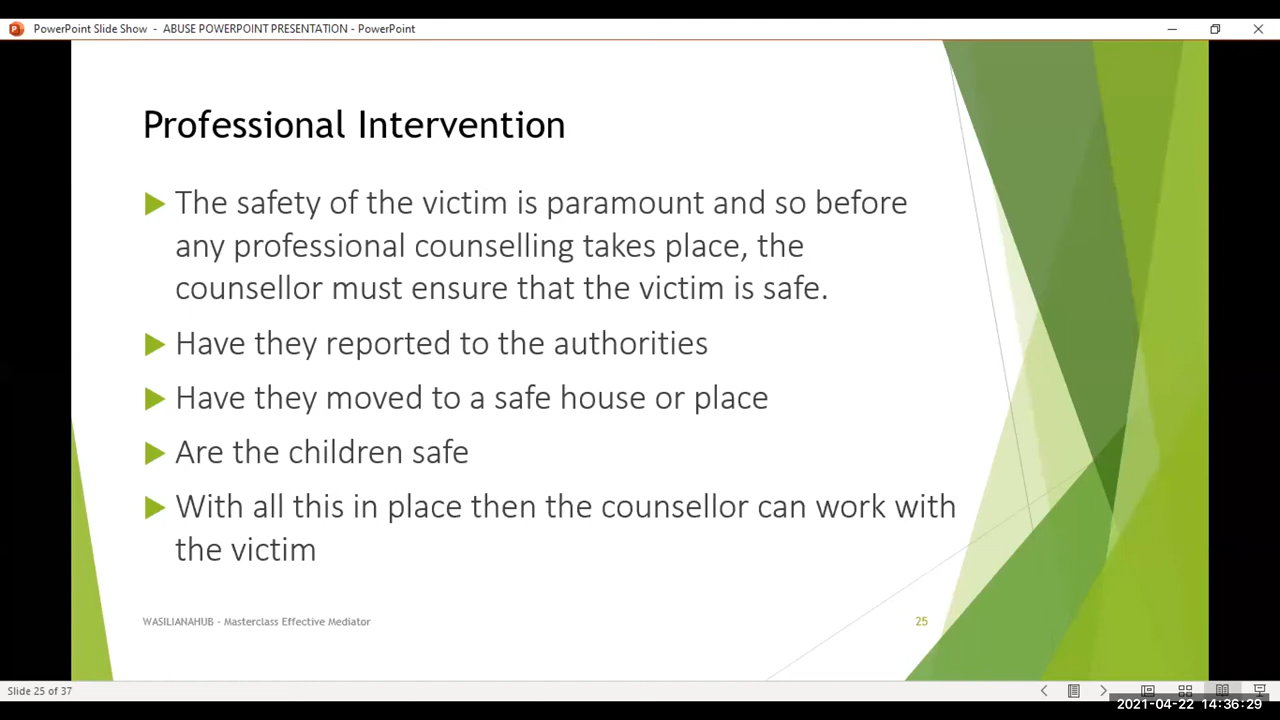 PowerPoint Slide Show - ABUSE POWERPOINT PRESENTATION - PowerPoint
Professional Intervention
The safety of the victim is paramount and so before
any professional counselling takes place, the
counsellor must ensure that the victim is safe.
Have they reported to the authorities
Have they moved to a safe house or place
Are the children safe
With all this in place then the counsellor can work with
the victim
WASILIANAHUB - Masterclass Effective Mediator
25
Slide 25 of 37
2021-04-22 14:36:29